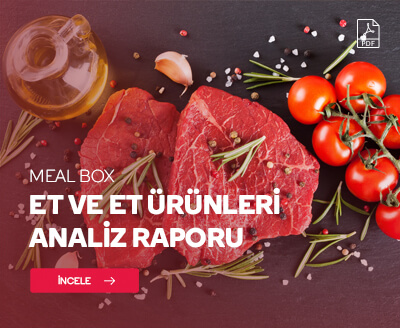 PDF
MEAL BOX
ET VE ET ÜRÜNLERİ
ANALİZ RAPORU
İNCELE